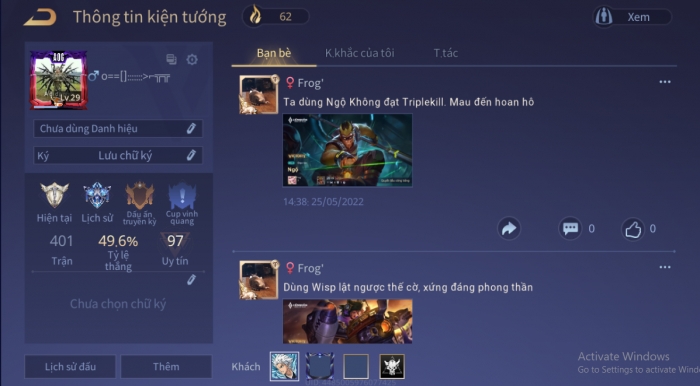 Thông tin kiện tướng
62
Xem
Bạn bè
K.khắc của tôi
T.tác
AOG
Lv.29
o==[]::::::>
Chưa dùng Danh hiệu
Ký
Lưu chữ ký
Hiện tại
Lịch sử
Dấu ấn truyền kỳ
Cup vinh quang
401
49.6%
97
Trận
Tỷ lệ thắng
Uy tín
Chưa chọn chữ ký
Lịch sử đấu
Thêm
Frog'
Ta dùng Ngộ Không đạt Triplekill. Mau đến hoan hô
Ngộ
14:38 25/05/2022
0
0
Frog'
Dùng Wisp lật ngược thế cờ, xứng đáng phong thần
Khách
Activate Windows
Go to Settings to activate Wind